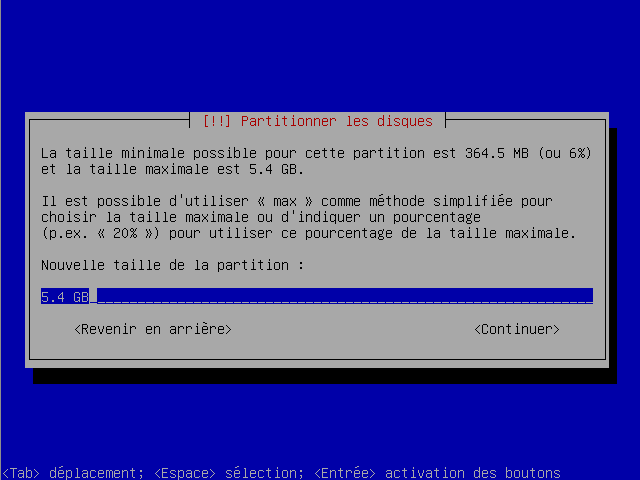 [!!] Partitionner les disques
La taille minimale possible pour cette partition est 364.5 MB (ou 6%)
et la taille maximale est 5.4 GB.
Il est possible d'utiliser « max » comme méthode simplifiée pour
choisir la taille maximale ou d'indiquer un pourcentage
(p.ex. « 20% ») pour utiliser ce pourcentage de la taille maximale.
Nouvelle taille de la partition :
5.4 GB
<Revenir en arrière> <Continuer>
<Tab> déplacement; <Espace> sélection; <Entrée> activation des boutons